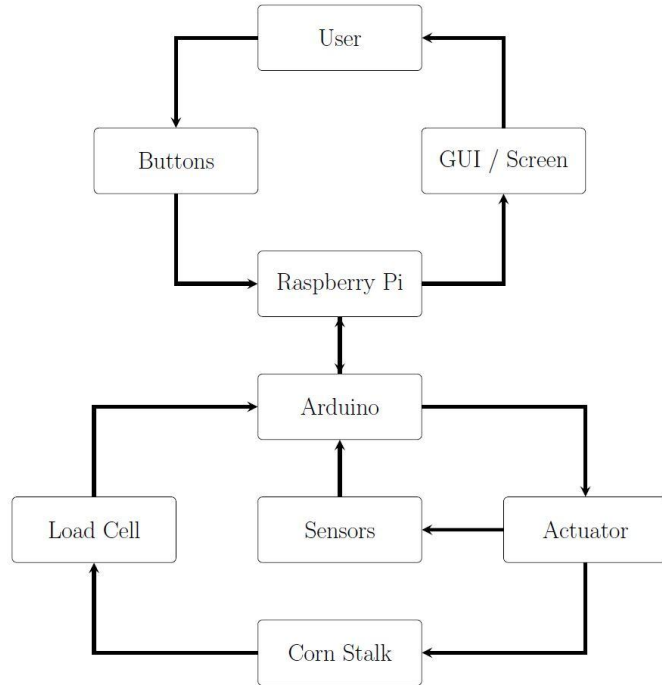 User
Buttons
GUI / Screen
Raspberry Pi
Arduino
Load Cell
Sensors
Actuator
Corn Stalk